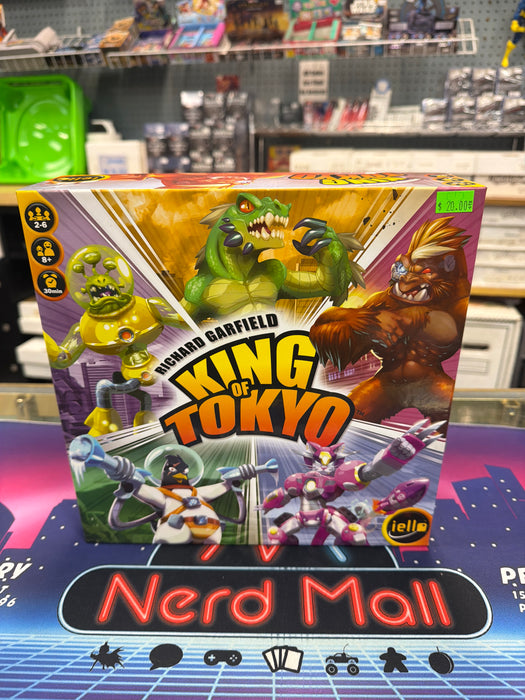 $ 20.00
2-6
8+
30min
RICHARD GARFIELD
KING
OF
TOKYO
iello
Nerd Mall